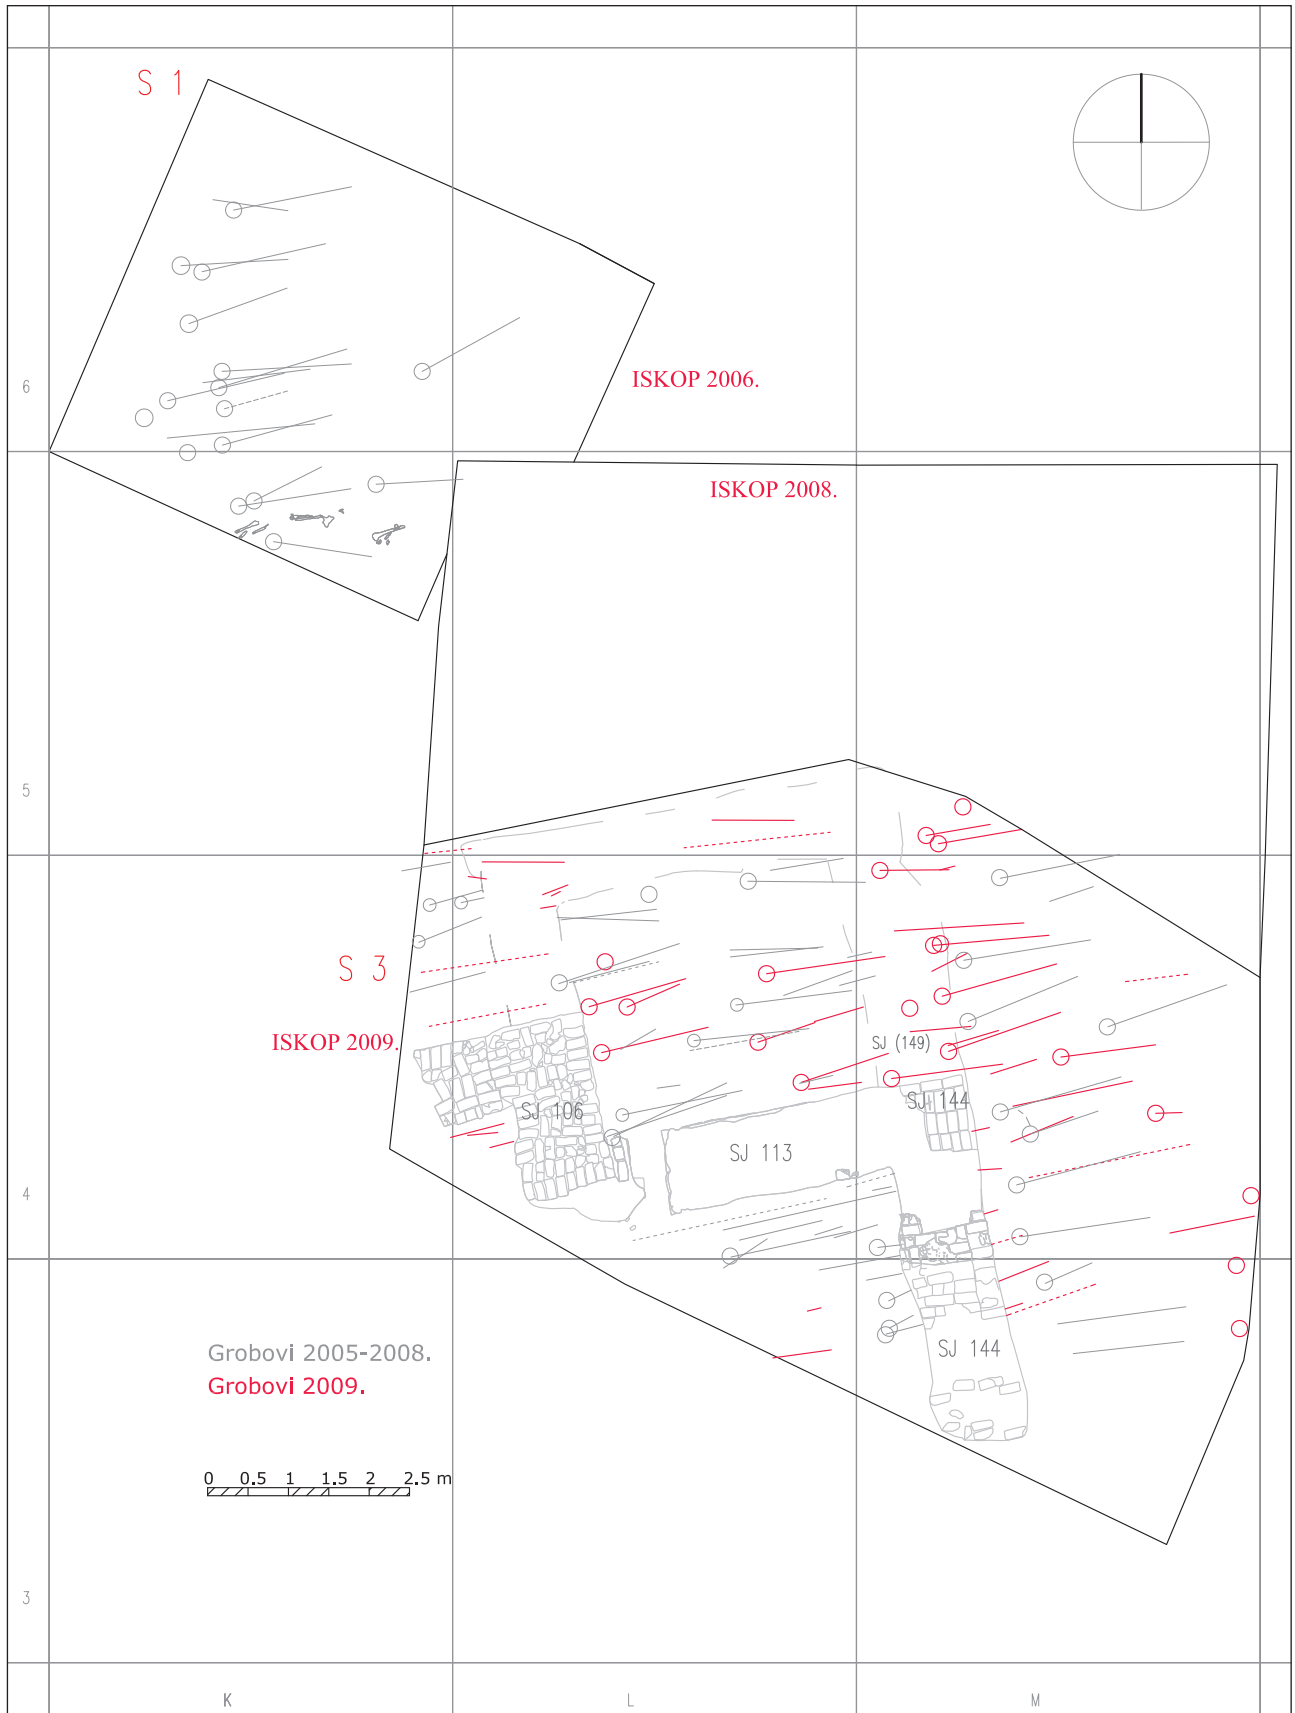 S 1
6
ISKOP 2006.
ISKOP 2008.
5
S 3
ISKOP 2009.
SJ (149)
SJ 106
SJ 144
SJ 113
4
SJ 144
Grobovi 2005-2008.
Grobovi 2009.
0 0.5 1 1.5 2 2.5 m
3
K L M